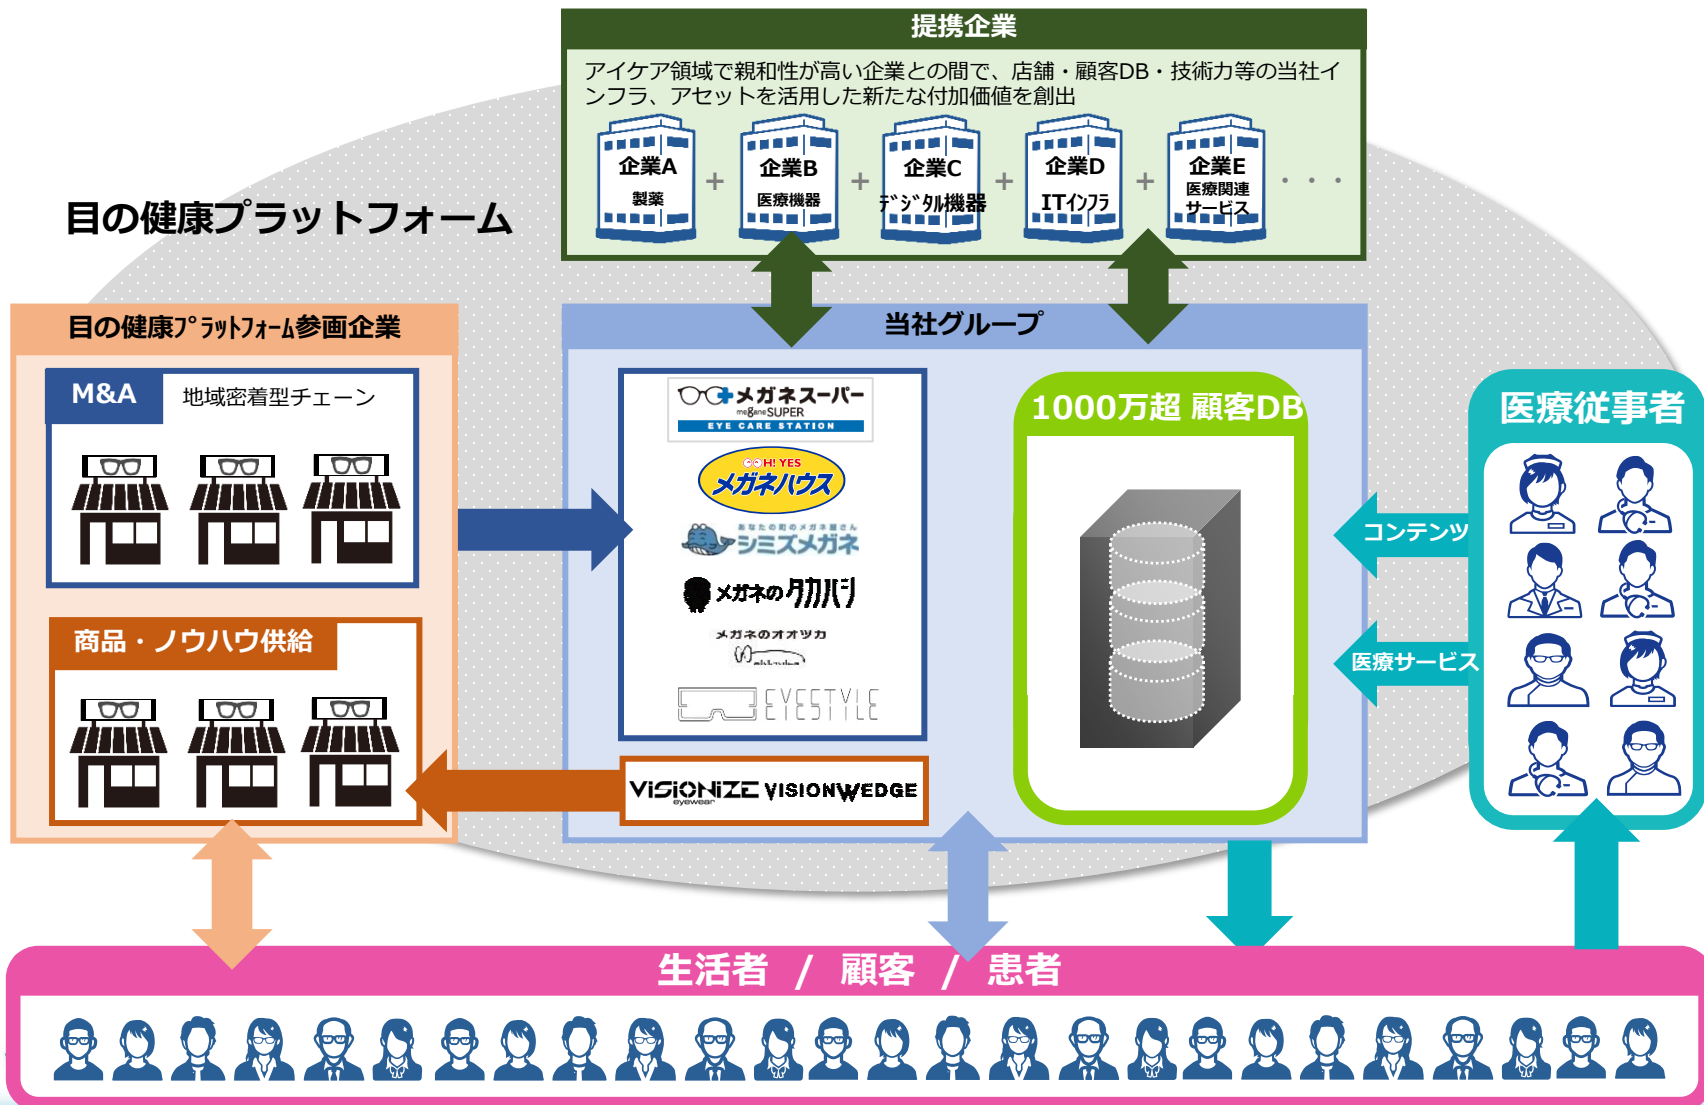 提携企業
アイケア領域で親和性が高い企業との間で、店舗・顧客DB・技術力等の当社イ
ンフラ、アセットを活用した新たな付加価値を創出
企業A
製薬
+
企業B
医療機器
+
企業C
デジタル機器
+
企業D
ITインフラ
+
企業E
医療関連
サービス
・・・
目の健康プラットフォーム
目の健康プラットフォーム参画企業
M&A
地域密着型チェーン
商品・ノウハウ供給
当社グループ
メガネスーパー
meganeSUPER
EYE CARE STATION
OH! YES
メガネハウス
あなたの町のメガネ屋さん
シミズメガネ
メガネのタカハシ
メガネのオオツカ
EYESTYLE
VISIONIZE
eyewear
VISIONWEDGE
1000万超 顧客DB
医療従事者
コンテンツ
医療サービス
生活者 / 顧客 / 患者